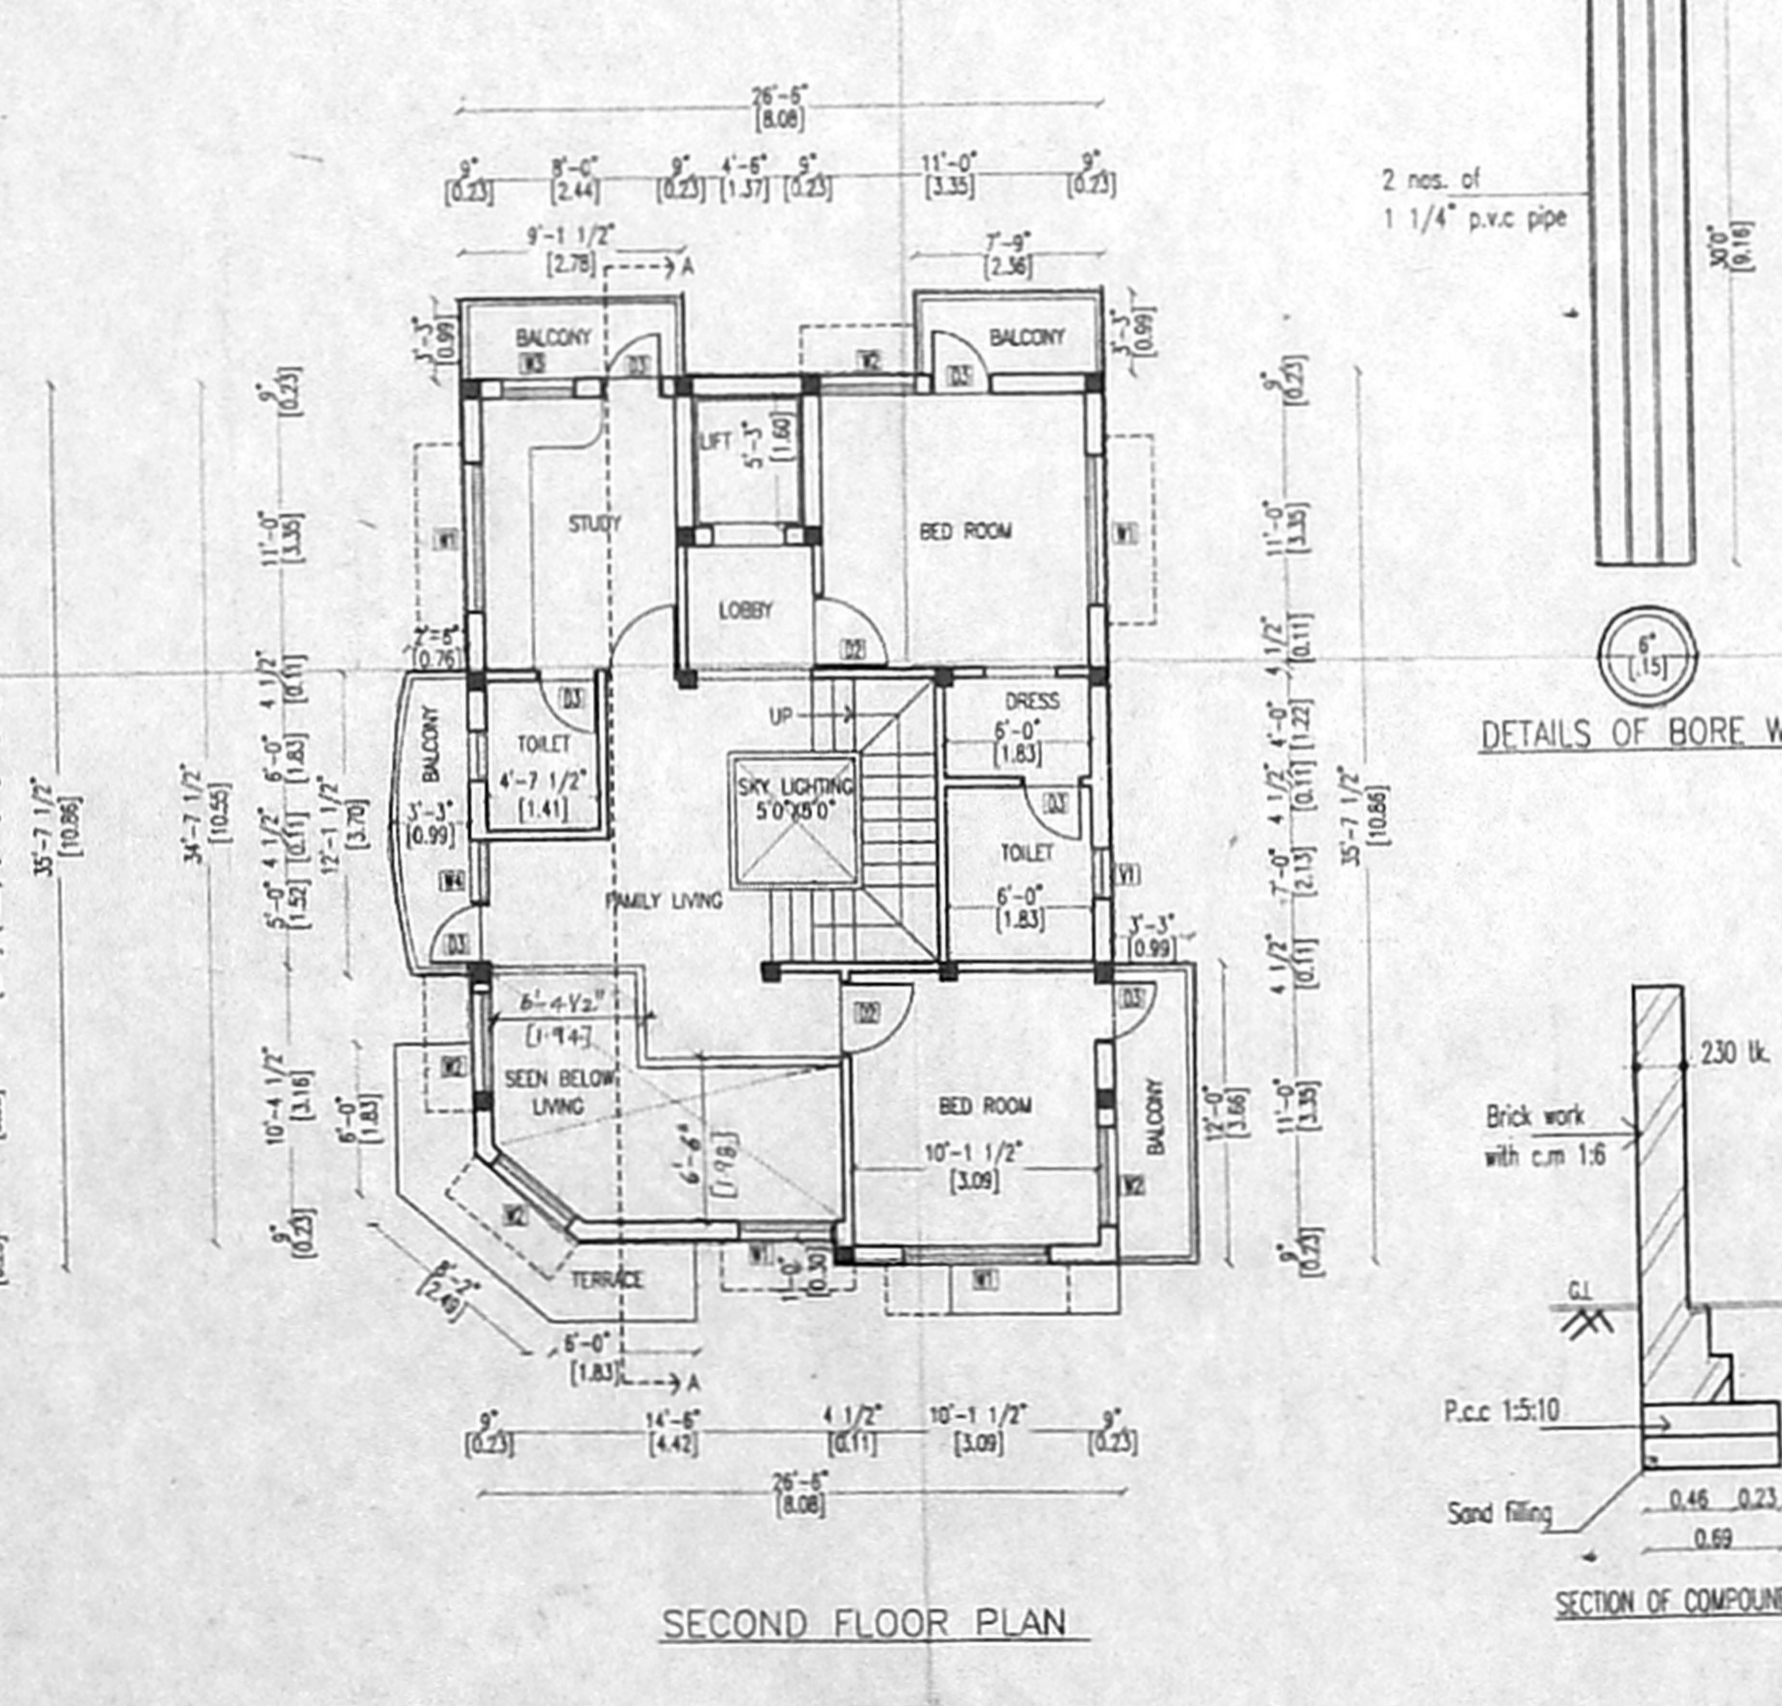 26'-6"
[8.08]
9" 8'-0" 9" 4'-6" 9" 11'-0" 9"
[0.23] [2.44] [0.23] [1.37] [0.23] [3.35] [0.23]
9'-1 1/2"
[2.78]
A
7'-9"
[2.36]
3'-3"
[0.99]
BALCONY
W3
D3
W2
D3
BALCONY
3'-3"
[0.99]
LIFT
5'-3"
[1.60]
STUDY
BED ROOM
W1
W1
LOBBY
D2
2'-6"
[0.76]
D3
TOILET
4'-7 1/2"
[1.41]
BALCONY
3'-3"
[0.99]
W4
D3
UP
SKY LIGHTING
5'0"X5'0"
FAMILY LIVING
DRESS
6'-0"
[1.83]
D3
TOILET
6'-0"
[1.83]
V1
3'-3"
[0.99]
6'-4 1/2"
[1.94]
SEEN BELOW
LIVING
W2
W2
6'-6"
[1.98]
D2
D3
BED ROOM
10'-1 1/2"
[3.09]
BALCONY
W2
W1
1'-0"
[0.30]
W1
TERRACE
8'-2"
[2.49]
6'-0"
[1.83]
A
35'-7 1/2"
[10.86]
34'-7 1/2"
[10.55]
9"
[0.23]
11'-0"
[3.35]
4 1/2"
[0.11]
6'-0"
[1.83]
4 1/2"
[0.11]
5'-0"
[1.52]
12'-1 1/2"
[3.70]
10'-4 1/2"
[3.16]
6'-0"
[1.83]
9"
[0.23]
9"
[0.23]
11'-0"
[3.35]
4 1/2"
[0.11]
4'-0"
[1.22]
4 1/2"
[0.11]
7'-0"
[2.13]
4 1/2"
[0.11]
35'-7 1/2"
[10.86]
12'-0"
[3.66]
11'-0"
[3.35]
9"
[0.23]
9" 14'-6" 4 1/2" 10'-1 1/2" 9"
[0.23] [4.42] [0.11] [3.09] [0.23]
26'-6"
[8.08]
SECOND FLOOR PLAN
2 nos. of
1 1/4" p.v.c pipe
30'0"
[9.16]
6"
[.15]
DETAILS OF BORE W
230 tk.
Brick work
with c.m 1:6
G.L
P.c.c 1:5:10
Sand filling
0.46 0.23
0.69
SECTION OF COMPOUN